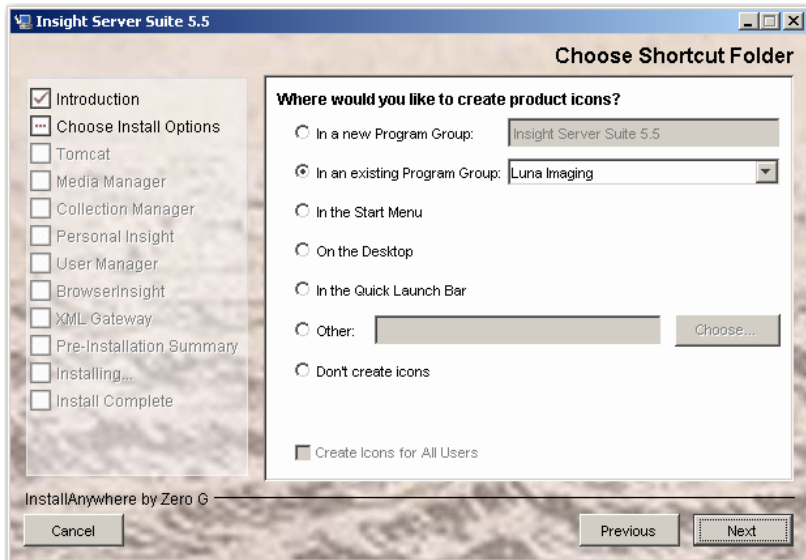 Insight Server Suite 5.5
Choose Shortcut Folder
Introduction
Choose Install Options
Tomcat
Media Manager
Collection Manager
Personal Insight
User Manager
BrowserInsight
XML Gateway
Pre-Installation Summary
Installing...
Install Complete
Where would you like to create product icons?
In a new Program Group: Insight Server Suite 5.5
In an existing Program Group: Luna Imaging
In the Start Menu
On the Desktop
In the Quick Launch Bar
Other: Choose...
Don't create icons
Create Icons for All Users
InstallAnywhere by Zero G
Cancel Previous Next